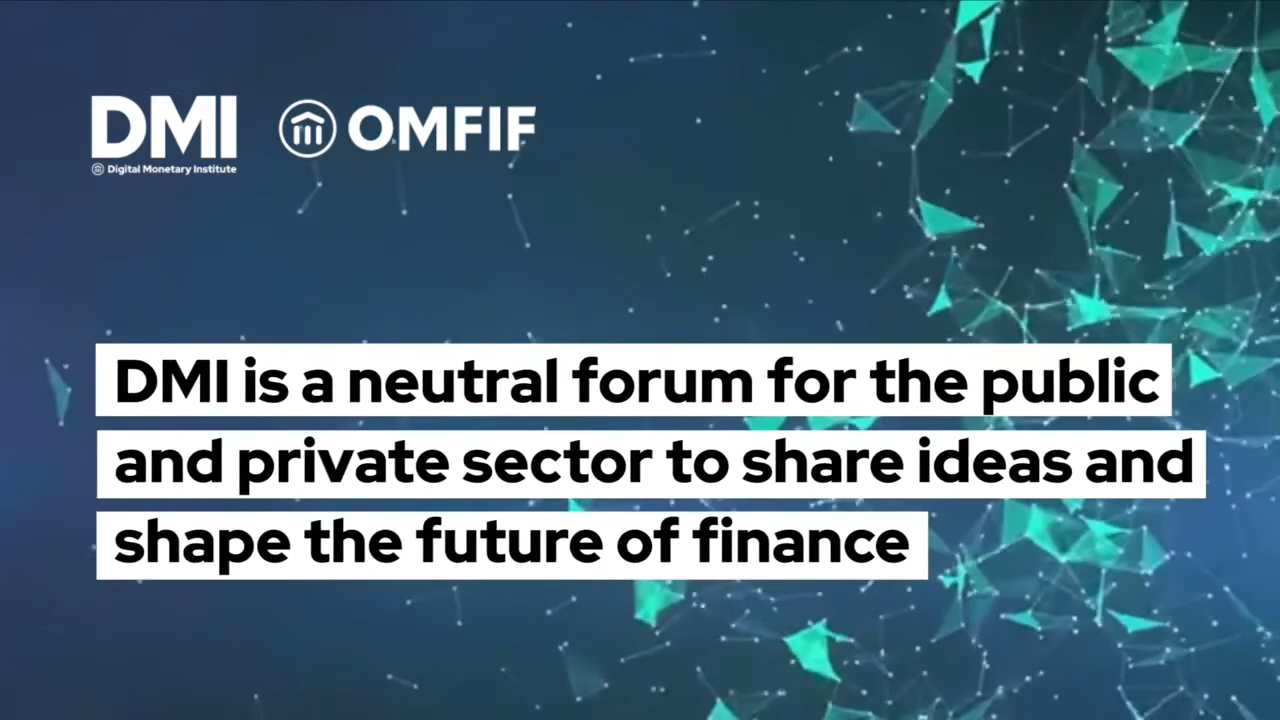 DMI
Digital Monetary Institute
OMFIF
DMI is a neutral forum for the public
and private sector to share ideas and
shape the future of finance